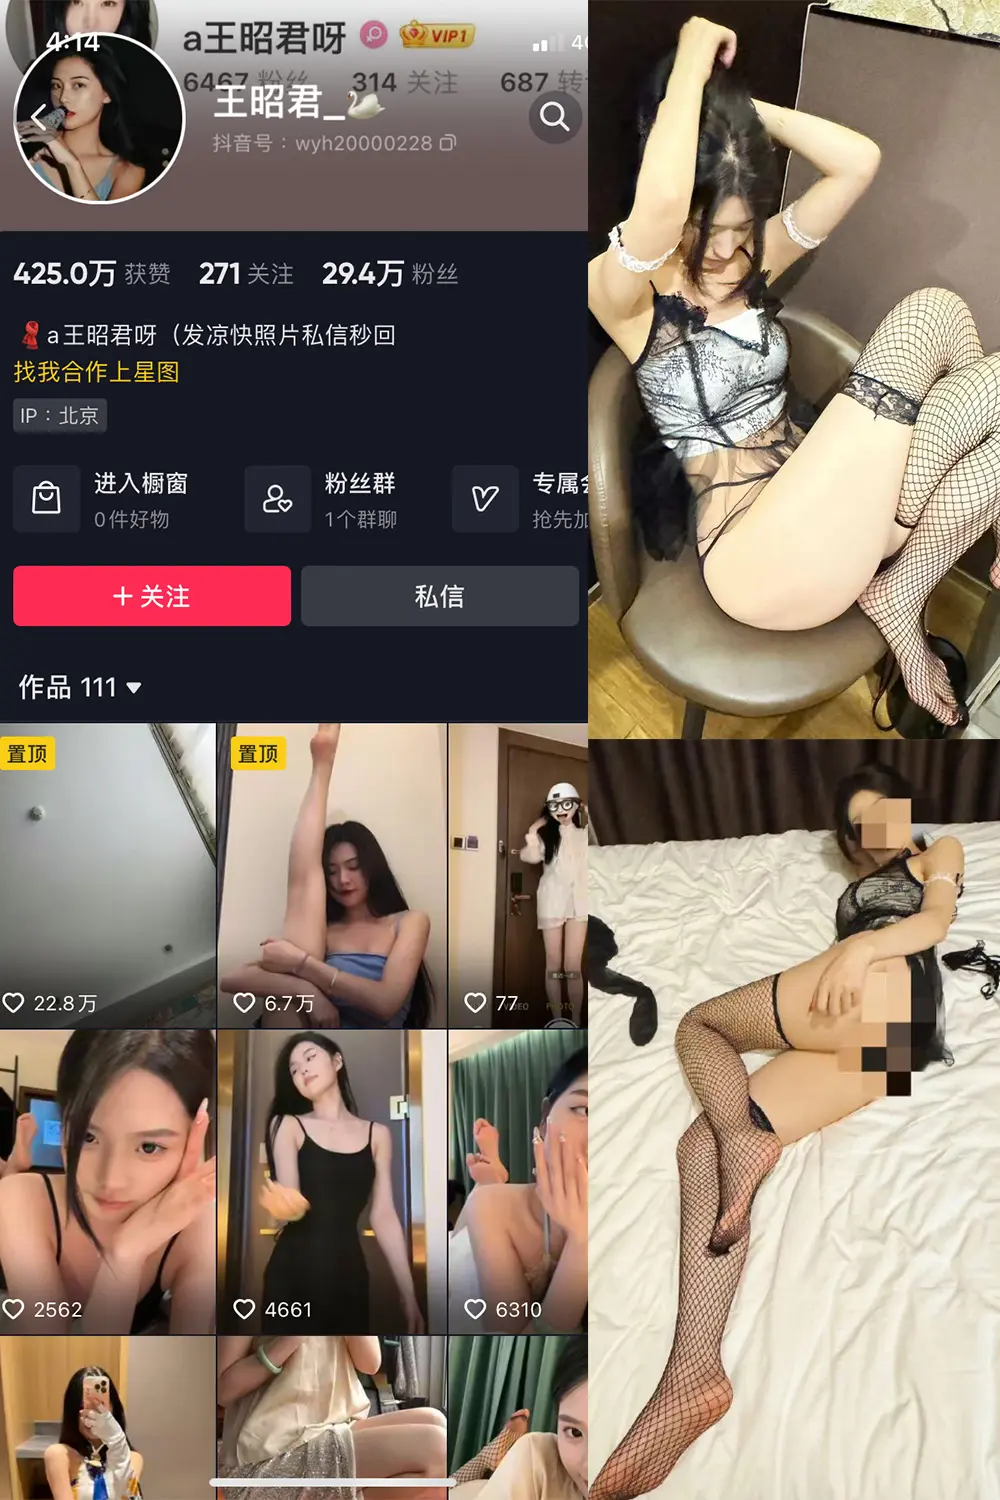 4:14
a王昭君呀
VIP1
6467 粉丝 314 关注 687
王昭君_
抖音号：wyh20000228
425.0万 获赞 271 关注 29.4万 粉丝
a王昭君呀（发凉快照片私信秒回
找我合作上星图
IP：北京
进入橱窗
0件好物
粉丝群
1个群聊
专属
抢先加
+ 关注
私信
作品 111
置顶
置顶
22.8万
6.7万
77
PHOTO
2562
4661
6310